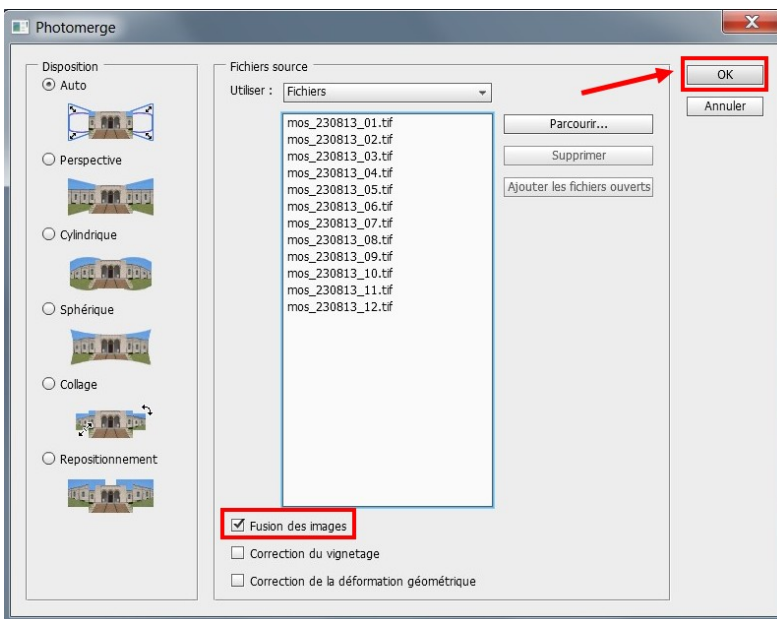 Photomerge
Disposition
Auto
Perspective
Cylindrique
Sphérique
Collage
Repositionnement
Fichiers source
Utiliser : Fichiers
mos_230813_01.tif
mos_230813_02.tif
mos_230813_03.tif
mos_230813_04.tif
mos_230813_05.tif
mos_230813_06.tif
mos_230813_07.tif
mos_230813_08.tif
mos_230813_09.tif
mos_230813_10.tif
mos_230813_11.tif
mos_230813_12.tif
Parcourir...
Supprimer
Ajouter les fichiers ouverts
Fusion des images
Correction du vignetage
Correction de la déformation géométrique
OK
Annuler